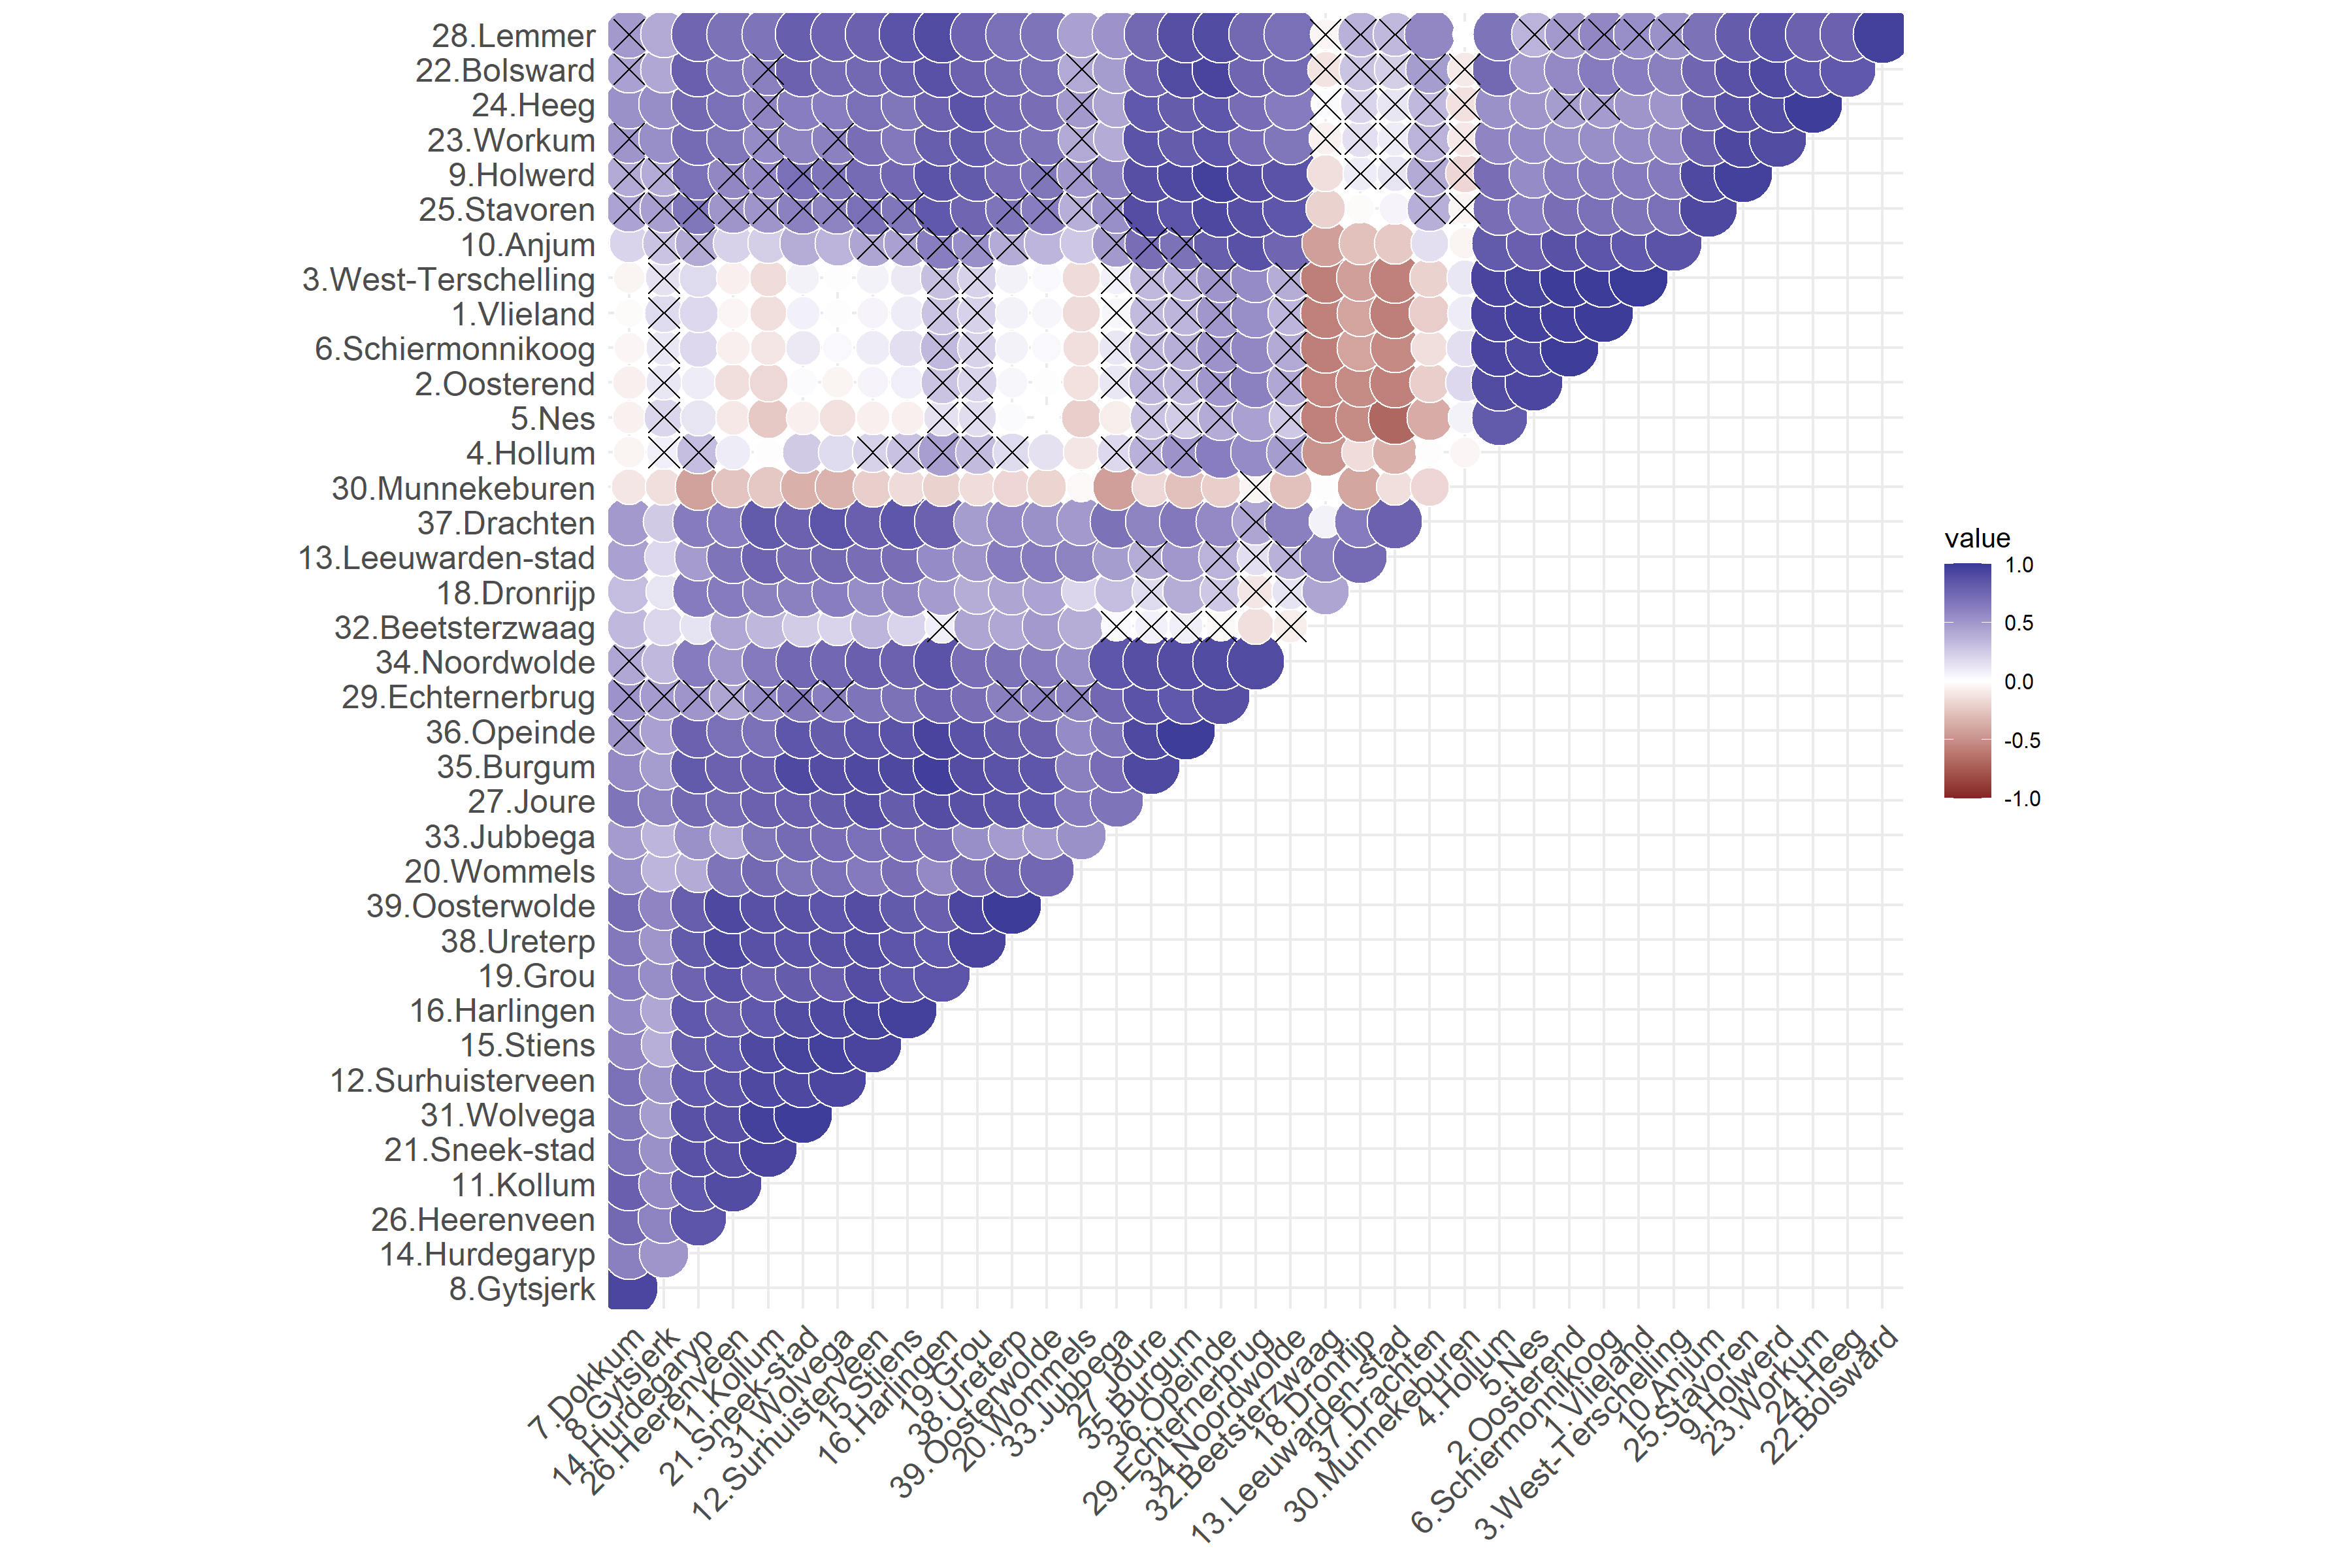 28.Lemmer
22.Bolsward
24.Heeg
23.Workum
9.Holwerd
25.Stavoren
10.Anjum
3.West-Terschelling
1.Vlieland
6.Schiermonnikoog
2.Oosterend
5.Nes
4.Hollum
30.Munnekeburen
37.Drachten
13.Leeuwarden-stad
18.Dronrijp
32.Beetsterzwaag
34.Noordwolde
29.Echternerbrug
36.Opeinde
35.Burgum
27.Joure
33.Jubbega
20.Wommels
39.Oosterwolde
38.Ureterp
19.Grou
16.Harlingen
15.Stiens
12.Surhuisterveen
31.Wolvega
21.Sneek-stad
11.Kollum
26.Heerenveen
14.Hurdegaryp
8.Gytsjerk
7.Dokkum
8.Gytsjerk
14.Hurdegaryp
26.Heerenveen
11.Kollum
21.Sneek-stad
31.Wolvega
12.Surhuisterveen
15.Stiens
16.Harlingen
19.Grou
38.Ureterp
39.Oosterwolde
20.Wommels
33.Jubbega
27.Joure
35.Burgum
36.Opeinde
29.Echternerbrug
34.Noordwolde
32.Beetsterzwaag
18.Dronrijp
13.Leeuwarden-stad
37.Drachten
30.Munnekeburen
4.Hollum
5.Nes
2.Oosterend
6.Schiermonnikoog
1.Vlieland
3.West-Terschelling
10.Anjum
25.Stavoren
9.Holwerd
23.Workum
24.Heeg
22.Bolsward
value
1.0
0.5
0.0
-0.5
-1.0